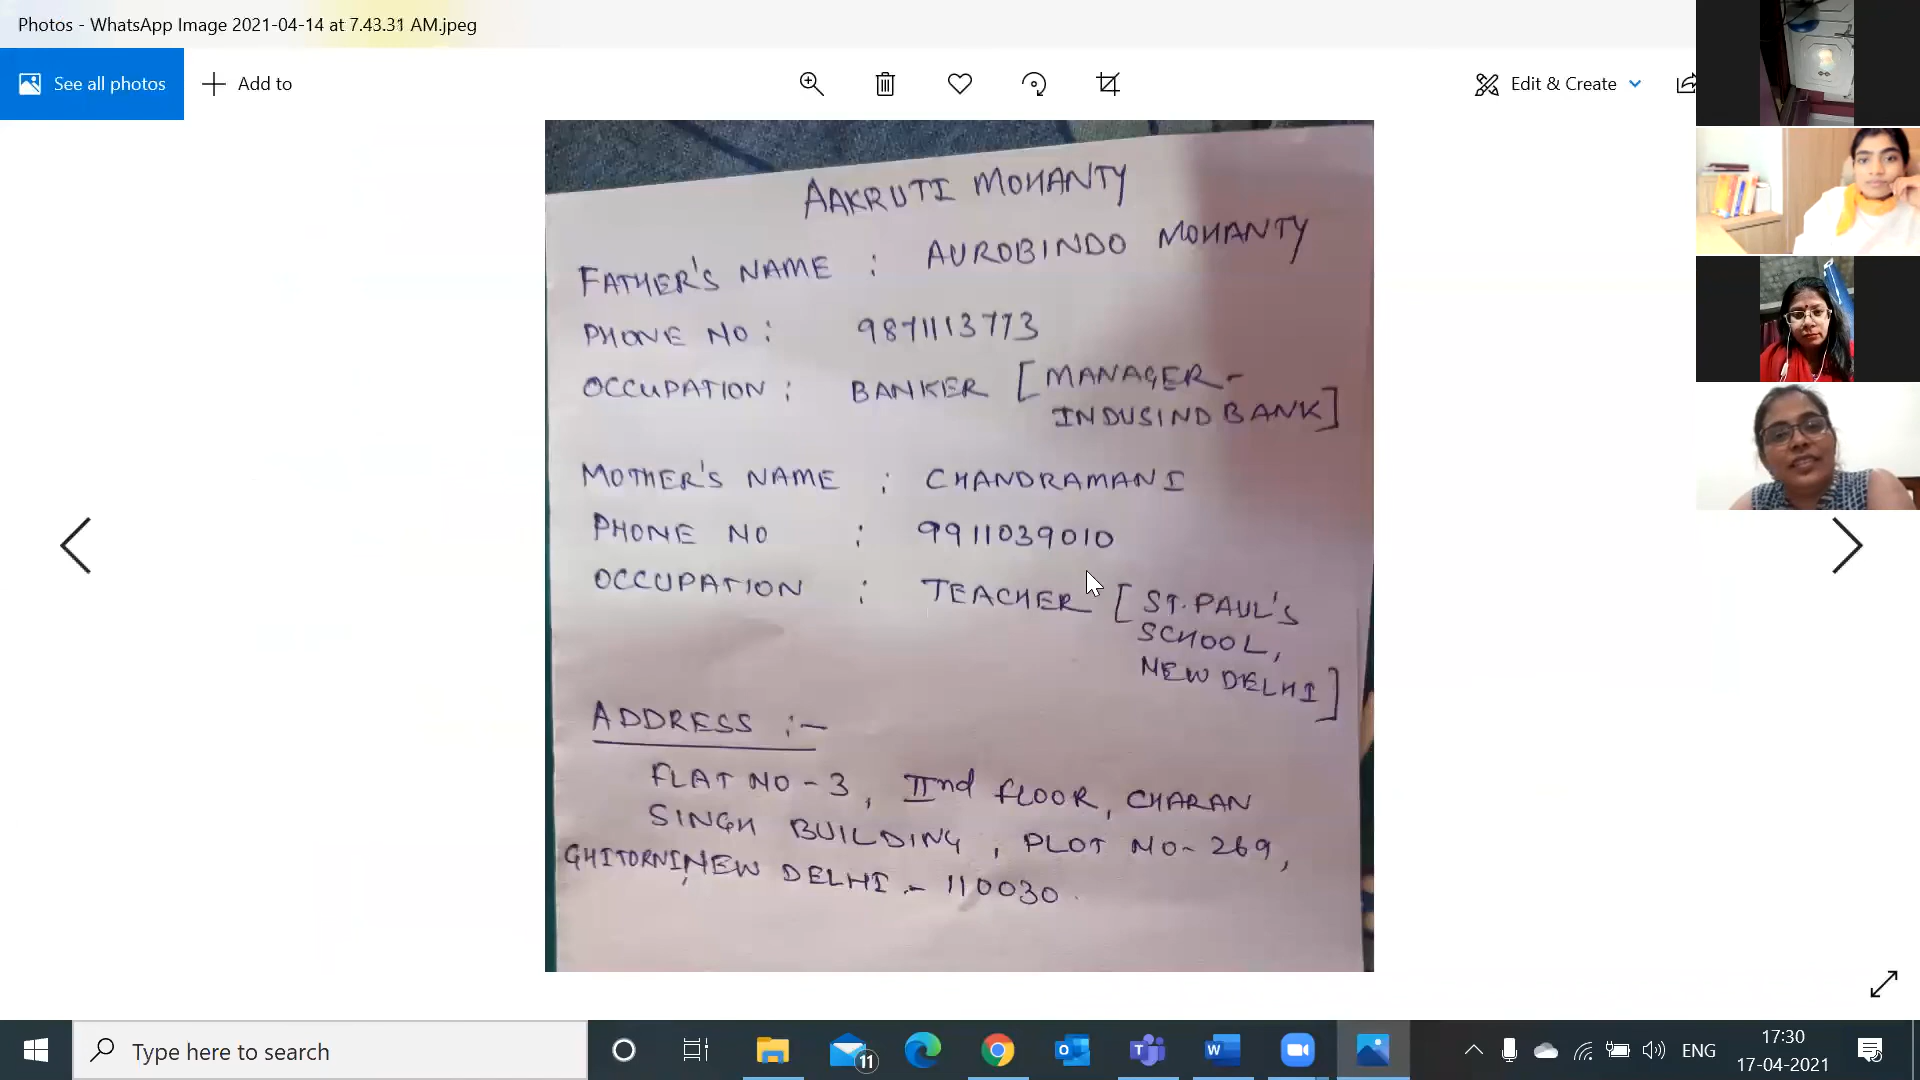 Photos - WhatsApp Image 2021-04-14 at 7.43.31 AM.jpeg
See all photos
Add to
Edit & Create
AAKRUTI MOHANTY
FATHER'S NAME : AUROBINDO MOHANTY
PHONE NO : 9871113773
OCCUPATION : BANKER [MANAGER-
INDUSIND BANK]
MOTHER'S NAME : CHANDRAMANI
PHONE NO : 9911039010
OCCUPATION : TEACHER [ST. PAUL'S
SCHOOL,
NEW DELHI]
ADDRESS :-
FLAT NO - 3, IInd FLOOR, CHARAN
SINGH BUILDING, PLOT NO- 269,
GHITORNI, NEW DELHI - 110030.
Type here to search
11
ENG
17:30
17-04-2021